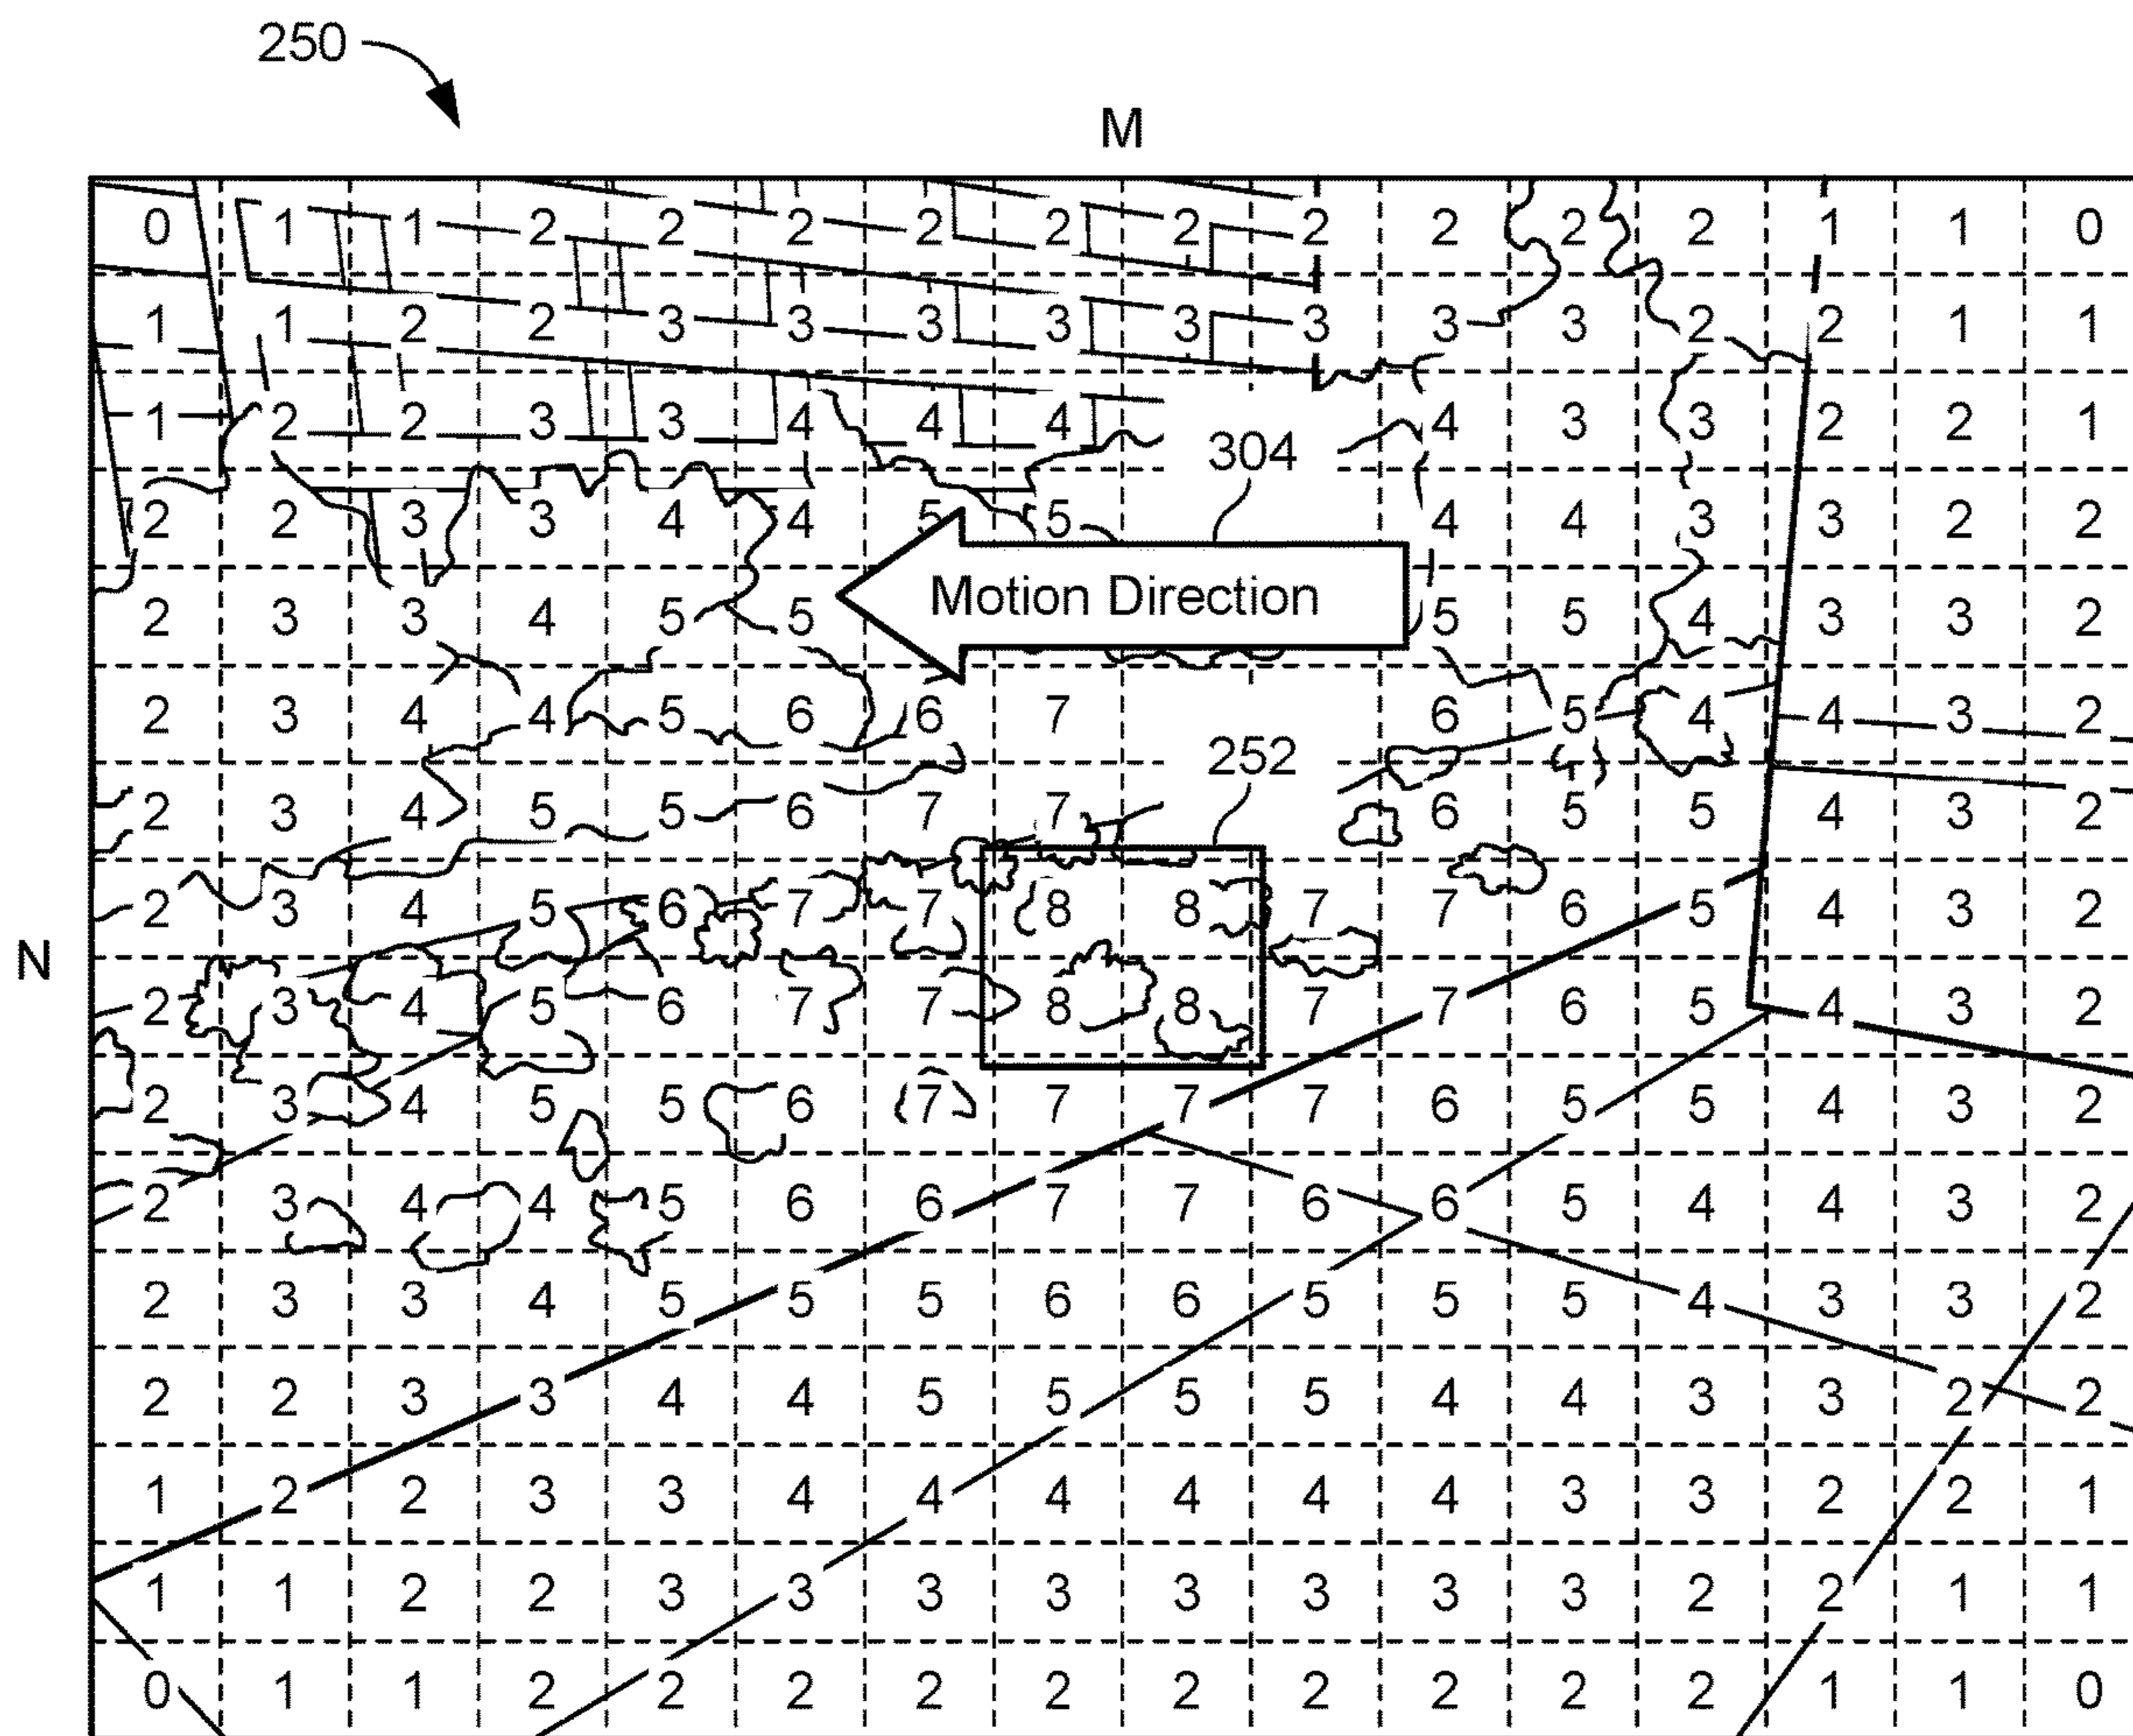 250
M
0 1 1 2 2 2 2 2 2 2 2 2 2 1 1 0
1 1 2 2 3 3 3 3 3 3 3 3 2 2 1 1
1 2 2 3 3 4 4 4 4 3 3 2 2 1
304
2 2 3 3 4 4 5 5 4 4 3 3 2 2
Motion Direction
2 3 3 4 5 5 5 5 4 3 3 2
2 3 4 4 5 6 6 7 6 5 4 4 3 2
252
2 3 4 5 5 6 7 7 6 5 5 4 3 2
2 3 4 5 6 7 7 8 8 7 7 6 5 4 3 2
N
2 3 4 5 6 7 7 8 8 7 7 6 5 4 3 2
2 3 4 5 5 6 7 7 7 7 6 5 5 4 3 2
2 3 4 4 5 6 6 7 7 6 6 5 4 4 3 2
2 3 3 4 5 5 5 6 6 5 5 5 4 3 3 2
2 2 3 3 4 4 5 5 5 5 4 4 3 3 2 2
1 2 2 3 3 4 4 4 4 4 4 3 3 2 2 1
1 1 2 2 3 3 3 3 3 3 3 3 2 2 1 1
0 1 1 2 2 2 2 2 2 2 2 2 2 1 1 0